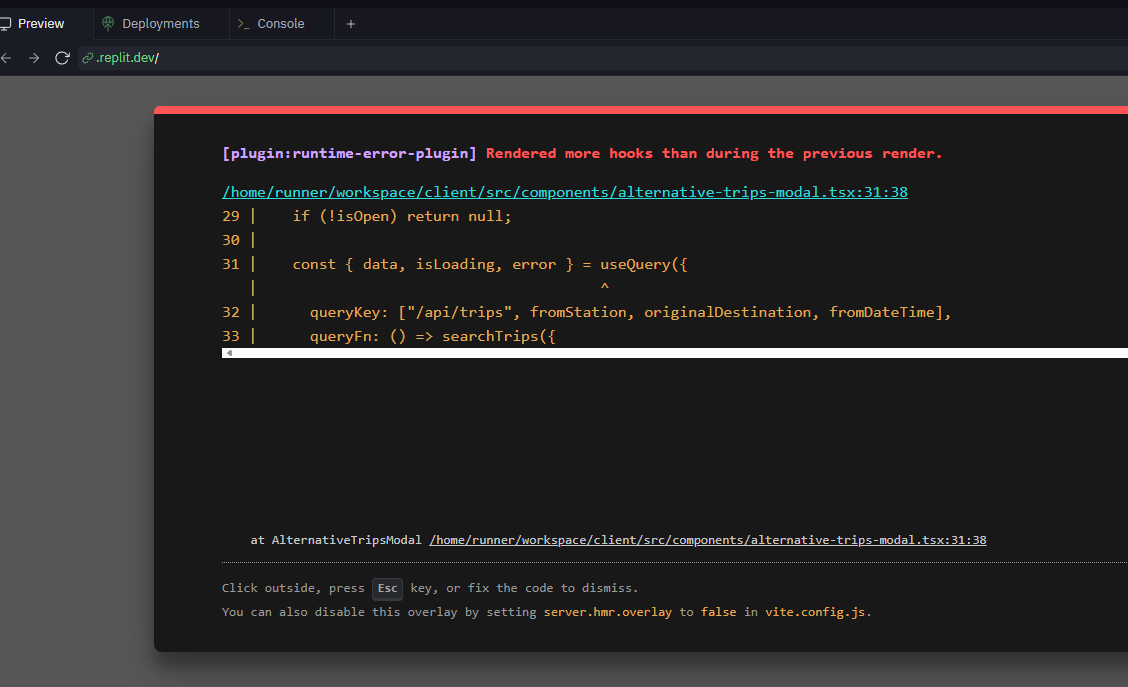 Preview
Deployments
>_ Console
+
.replit.dev/
[plugin:runtime-error-plugin] Rendered more hooks than during the previous render.
/home/runner/workspace/client/src/components/alternative-trips-modal.tsx:31:38
29 |    if (!isOpen) return null;
30 |
31 |    const { data, isLoading, error } = useQuery({
   |                                       ^
32 |      queryKey: ["/api/trips", fromStation, originalDestination, fromDateTime],
33 |      queryFn: () => searchTrips({
at AlternativeTripsModal /home/runner/workspace/client/src/components/alternative-trips-modal.tsx:31:38
Click outside, press Esc key, or fix the code to dismiss.
You can also disable this overlay by setting server.hmr.overlay to false in vite.config.js.